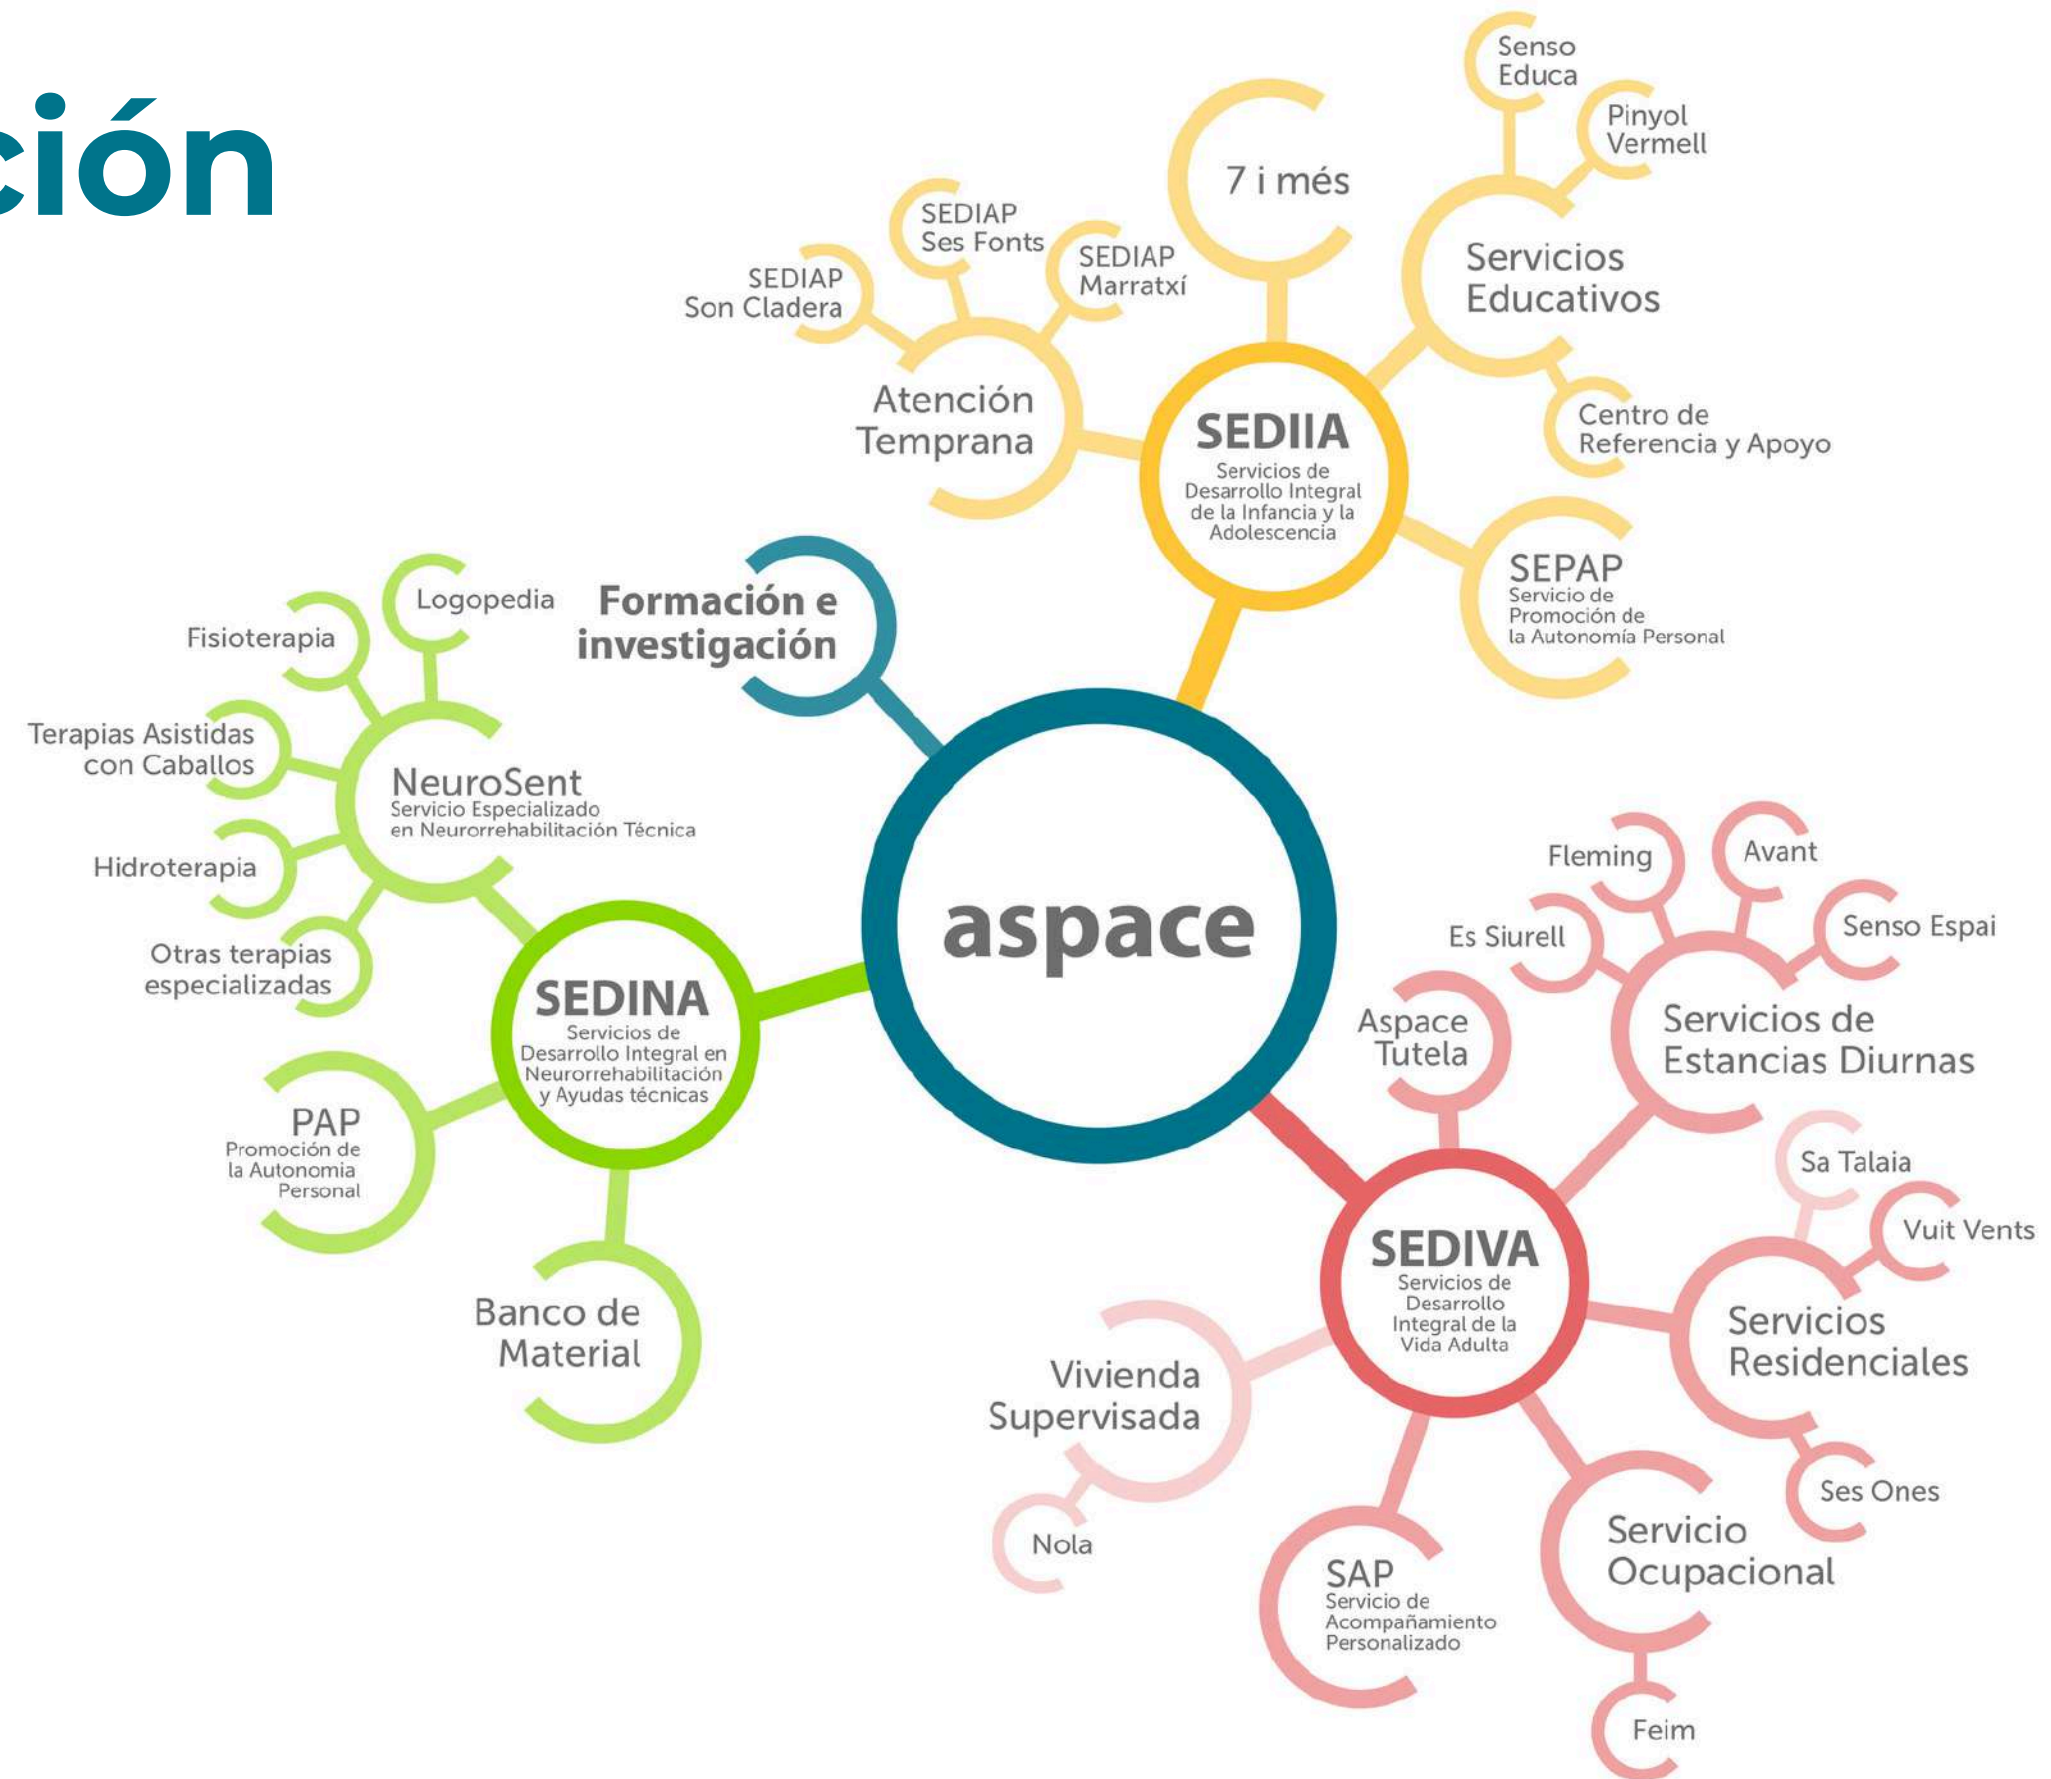 ción
Senso
Educa
Pinyol
Vermell
7 i més
SEDIAP
Ses Fonts
SEDIAP
Marratxí
SEDIAP
Son Cladera
Servicios
Educativos
Atención
Temprana
SEDIIA
Servicios de
Desarrollo Integral
de la Infancia y la
Adolescencia
Centro de
Referencia y Apoyo
SEPAP
Servicio de
Promoción de
la Autonomía Personal
Formación e
investigación
Logopedia
Fisioterapia
Terapias Asistidas
con Caballos
NeuroSent
Servicio Especializado
en Neurorrehabilitación Técnica
Hidroterapia
Otras terapias
especializadas
aspace
SEDINA
Servicios de
Desarrollo Integral en
Neurorrehabilitación
y Ayudas técnicas
PAP
Promoción de
la Autonomia
Personal
Banco de
Material
Fleming
Avant
Es Siurell
Senso Espai
Aspace
Tutela
Servicios de
Estancias Diurnas
Sa Talaia
Vuit Vents
SEDIVA
Servicios de
Desarrollo
Integral de la
Vida Adulta
Servicios
Residenciales
Vivienda
Supervisada
Ses Ones
Nola
Servicio
Ocupacional
SAP
Servicio de
Acompañamiento
Personalizado
Feim